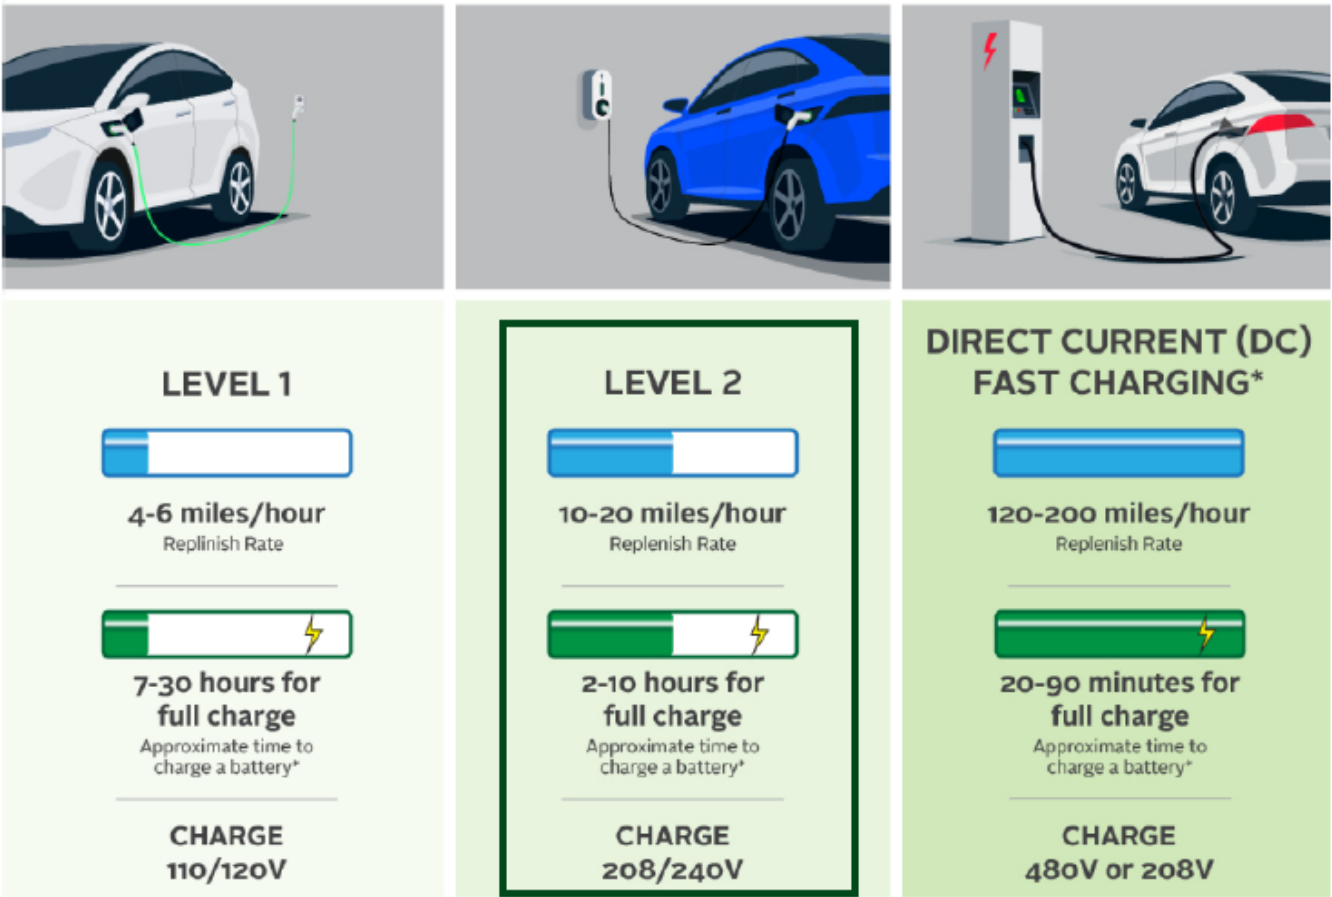 LEVEL 1
4-6 miles/hour
Replinish Rate
7-30 hours for
full charge
Approximate time to
charge a battery*
CHARGE
110/120V
LEVEL 2
10-20 miles/hour
Replenish Rate
2-10 hours for
full charge
Approximate time to
charge a battery*
CHARGE
208/240V
DIRECT CURRENT (DC)
FAST CHARGING*
120-200 miles/hour
Replenish Rate
20-90 minutes for
full charge
Approximate time to
charge a battery*
CHARGE
480V or 208V